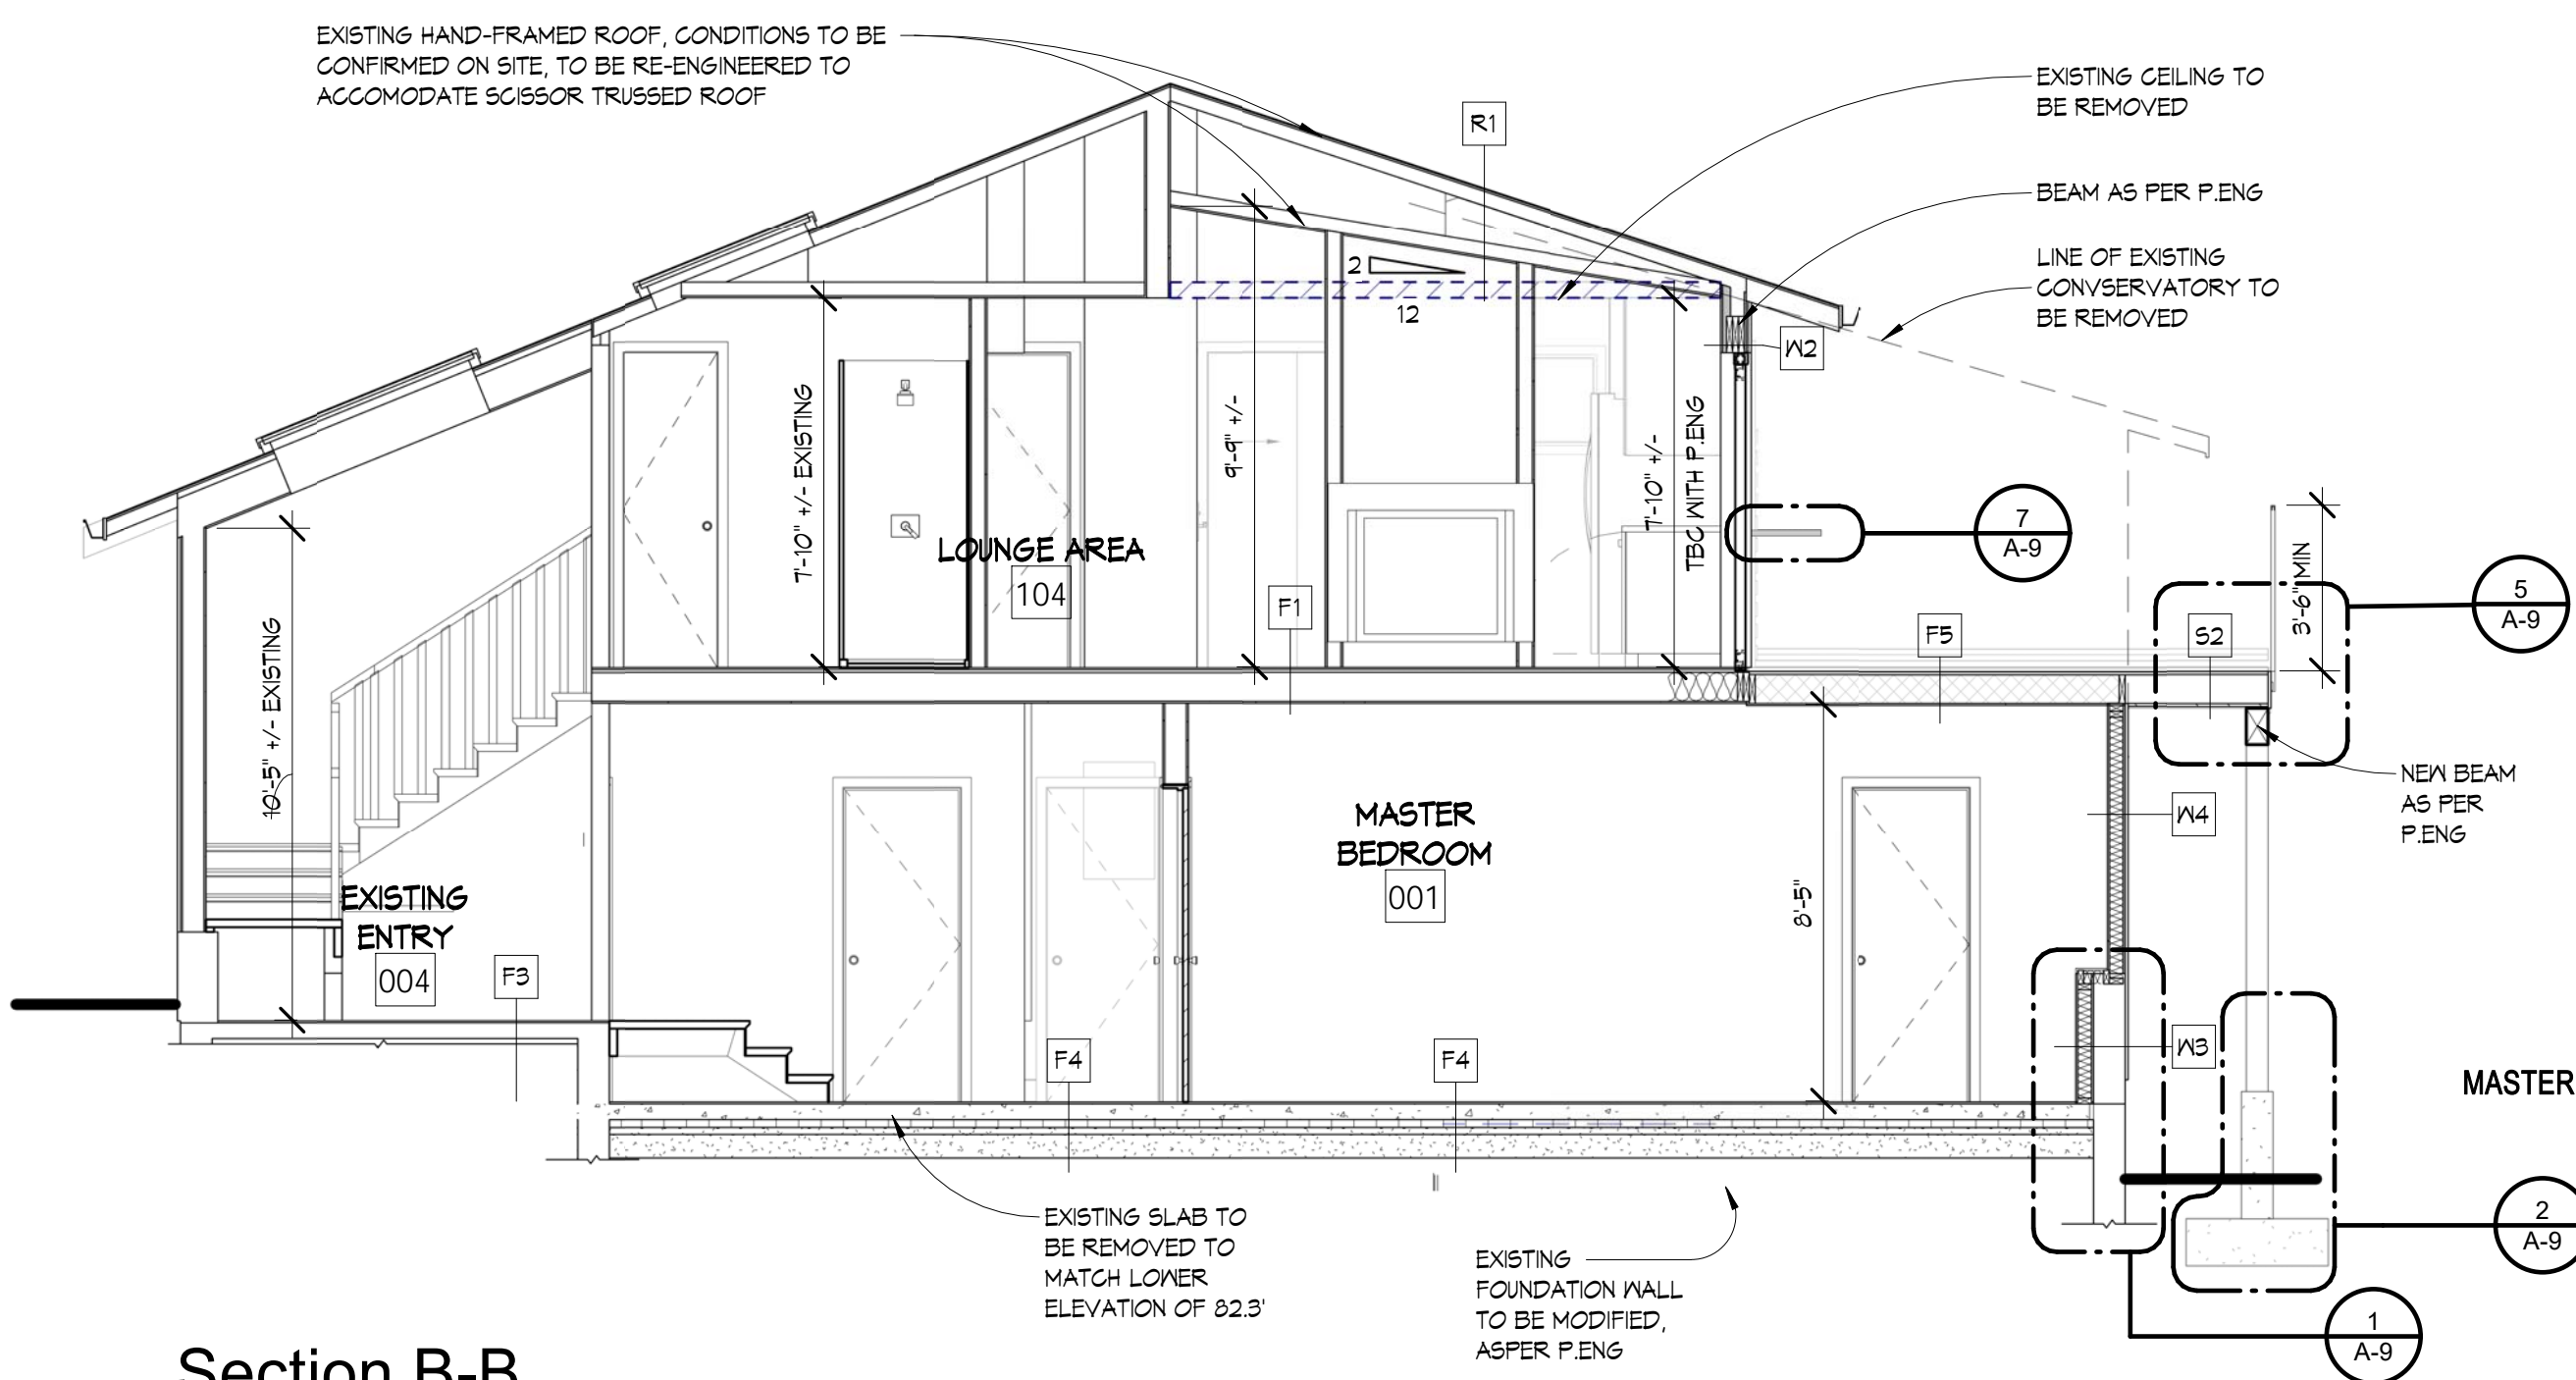 EXISTING HAND-FRAMED ROOF, CONDITIONS TO BE
CONFIRMED ON SITE, TO BE RE-ENGINEERED TO
ACCOMODATE SCISSOR TRUSSED ROOF
EXISTING CEILING TO
BE REMOVED
R1
BEAM AS PER P.ENG
LINE OF EXISTING
CONVSERVATORY TO
BE REMOVED
2
12
W2
7'-10" +/- EXISTING
9'-9" +/-
7'-10" +/-
TBC WITH P.ENG
LOUNGE AREA
104
F1
7
A-9
5
A-9
3'-6"MIN
F5
S2
10'-5" +/- EXISTING
NEW BEAM
AS PER
P.ENG
MASTER
BEDROOM
001
8'-5"
W4
EXISTING
ENTRY
004
F3
F4
F4
W3
MASTER
EXISTING SLAB TO
BE REMOVED TO
MATCH LOWER
ELEVATION OF 82.3'
EXISTING
FOUNDATION WALL
TO BE MODIFIED,
ASPER P.ENG
2
A-9
1
A-9
Section B-B